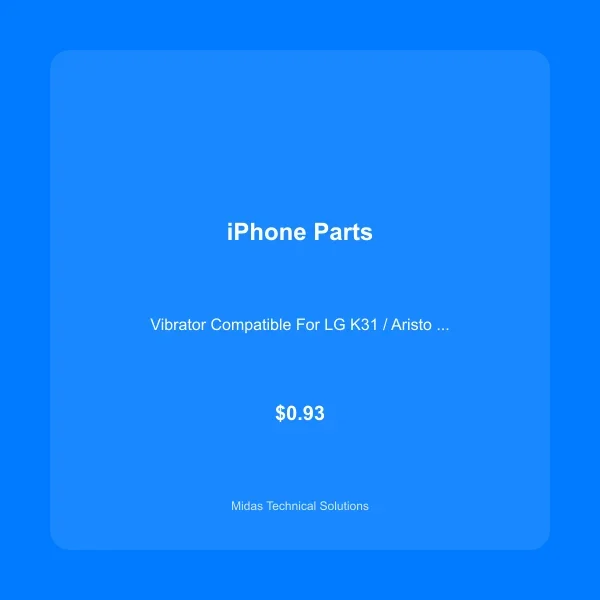 iPhone Parts
Vibrator Compatible For LG K31 / Aristo ...
$0.93
Midas Technical Solutions